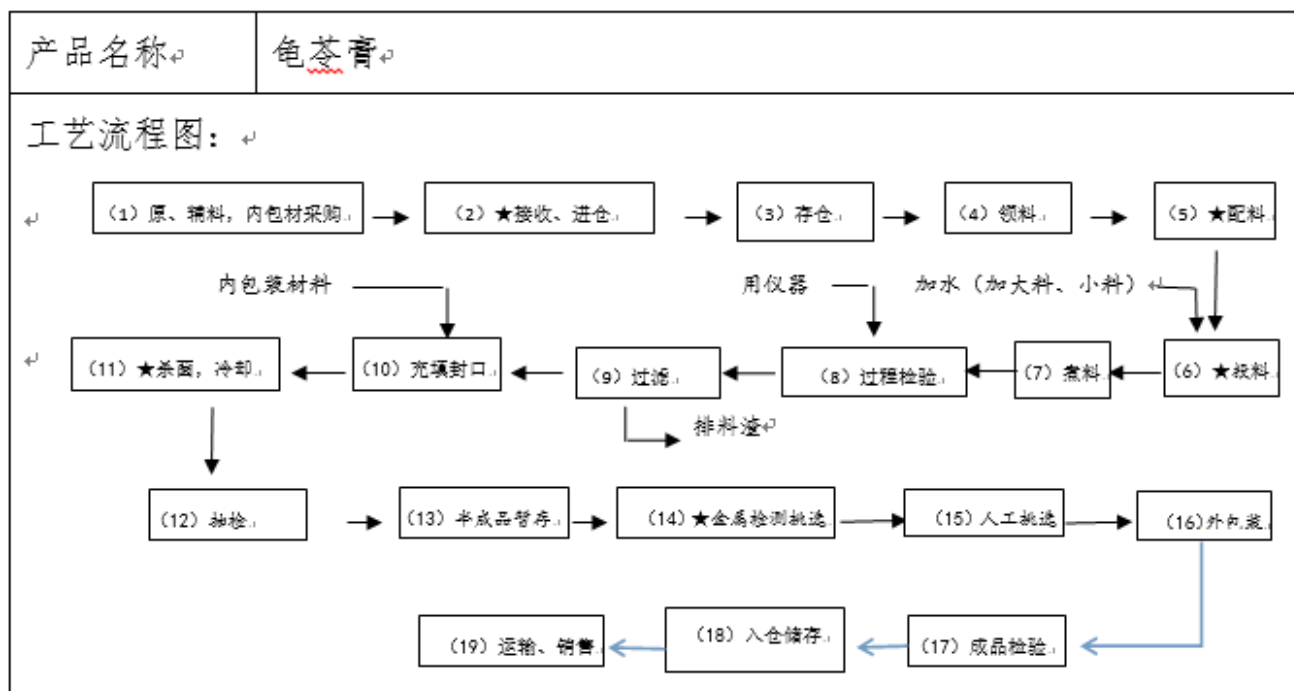 产品名称
龟苓膏
工艺流程图:
(1)原、辅料,内包材采购
(2)★接收、进仓
(3)存仓
(4)领料
(5)★配料
内包装材料
用仪器
加水(加大料、小料)
(11)★杀菌,冷却
(10)充填封口
(9)过滤
(8)过程检验
(7)煮料
(6)★投料
排料渣
(12)抽检
(13)半成品暂存
(14)★金属检测挑选
(15)人工挑选
(16)外包装
(19)运输、销售
(18)入仓储存
(17)成品检验